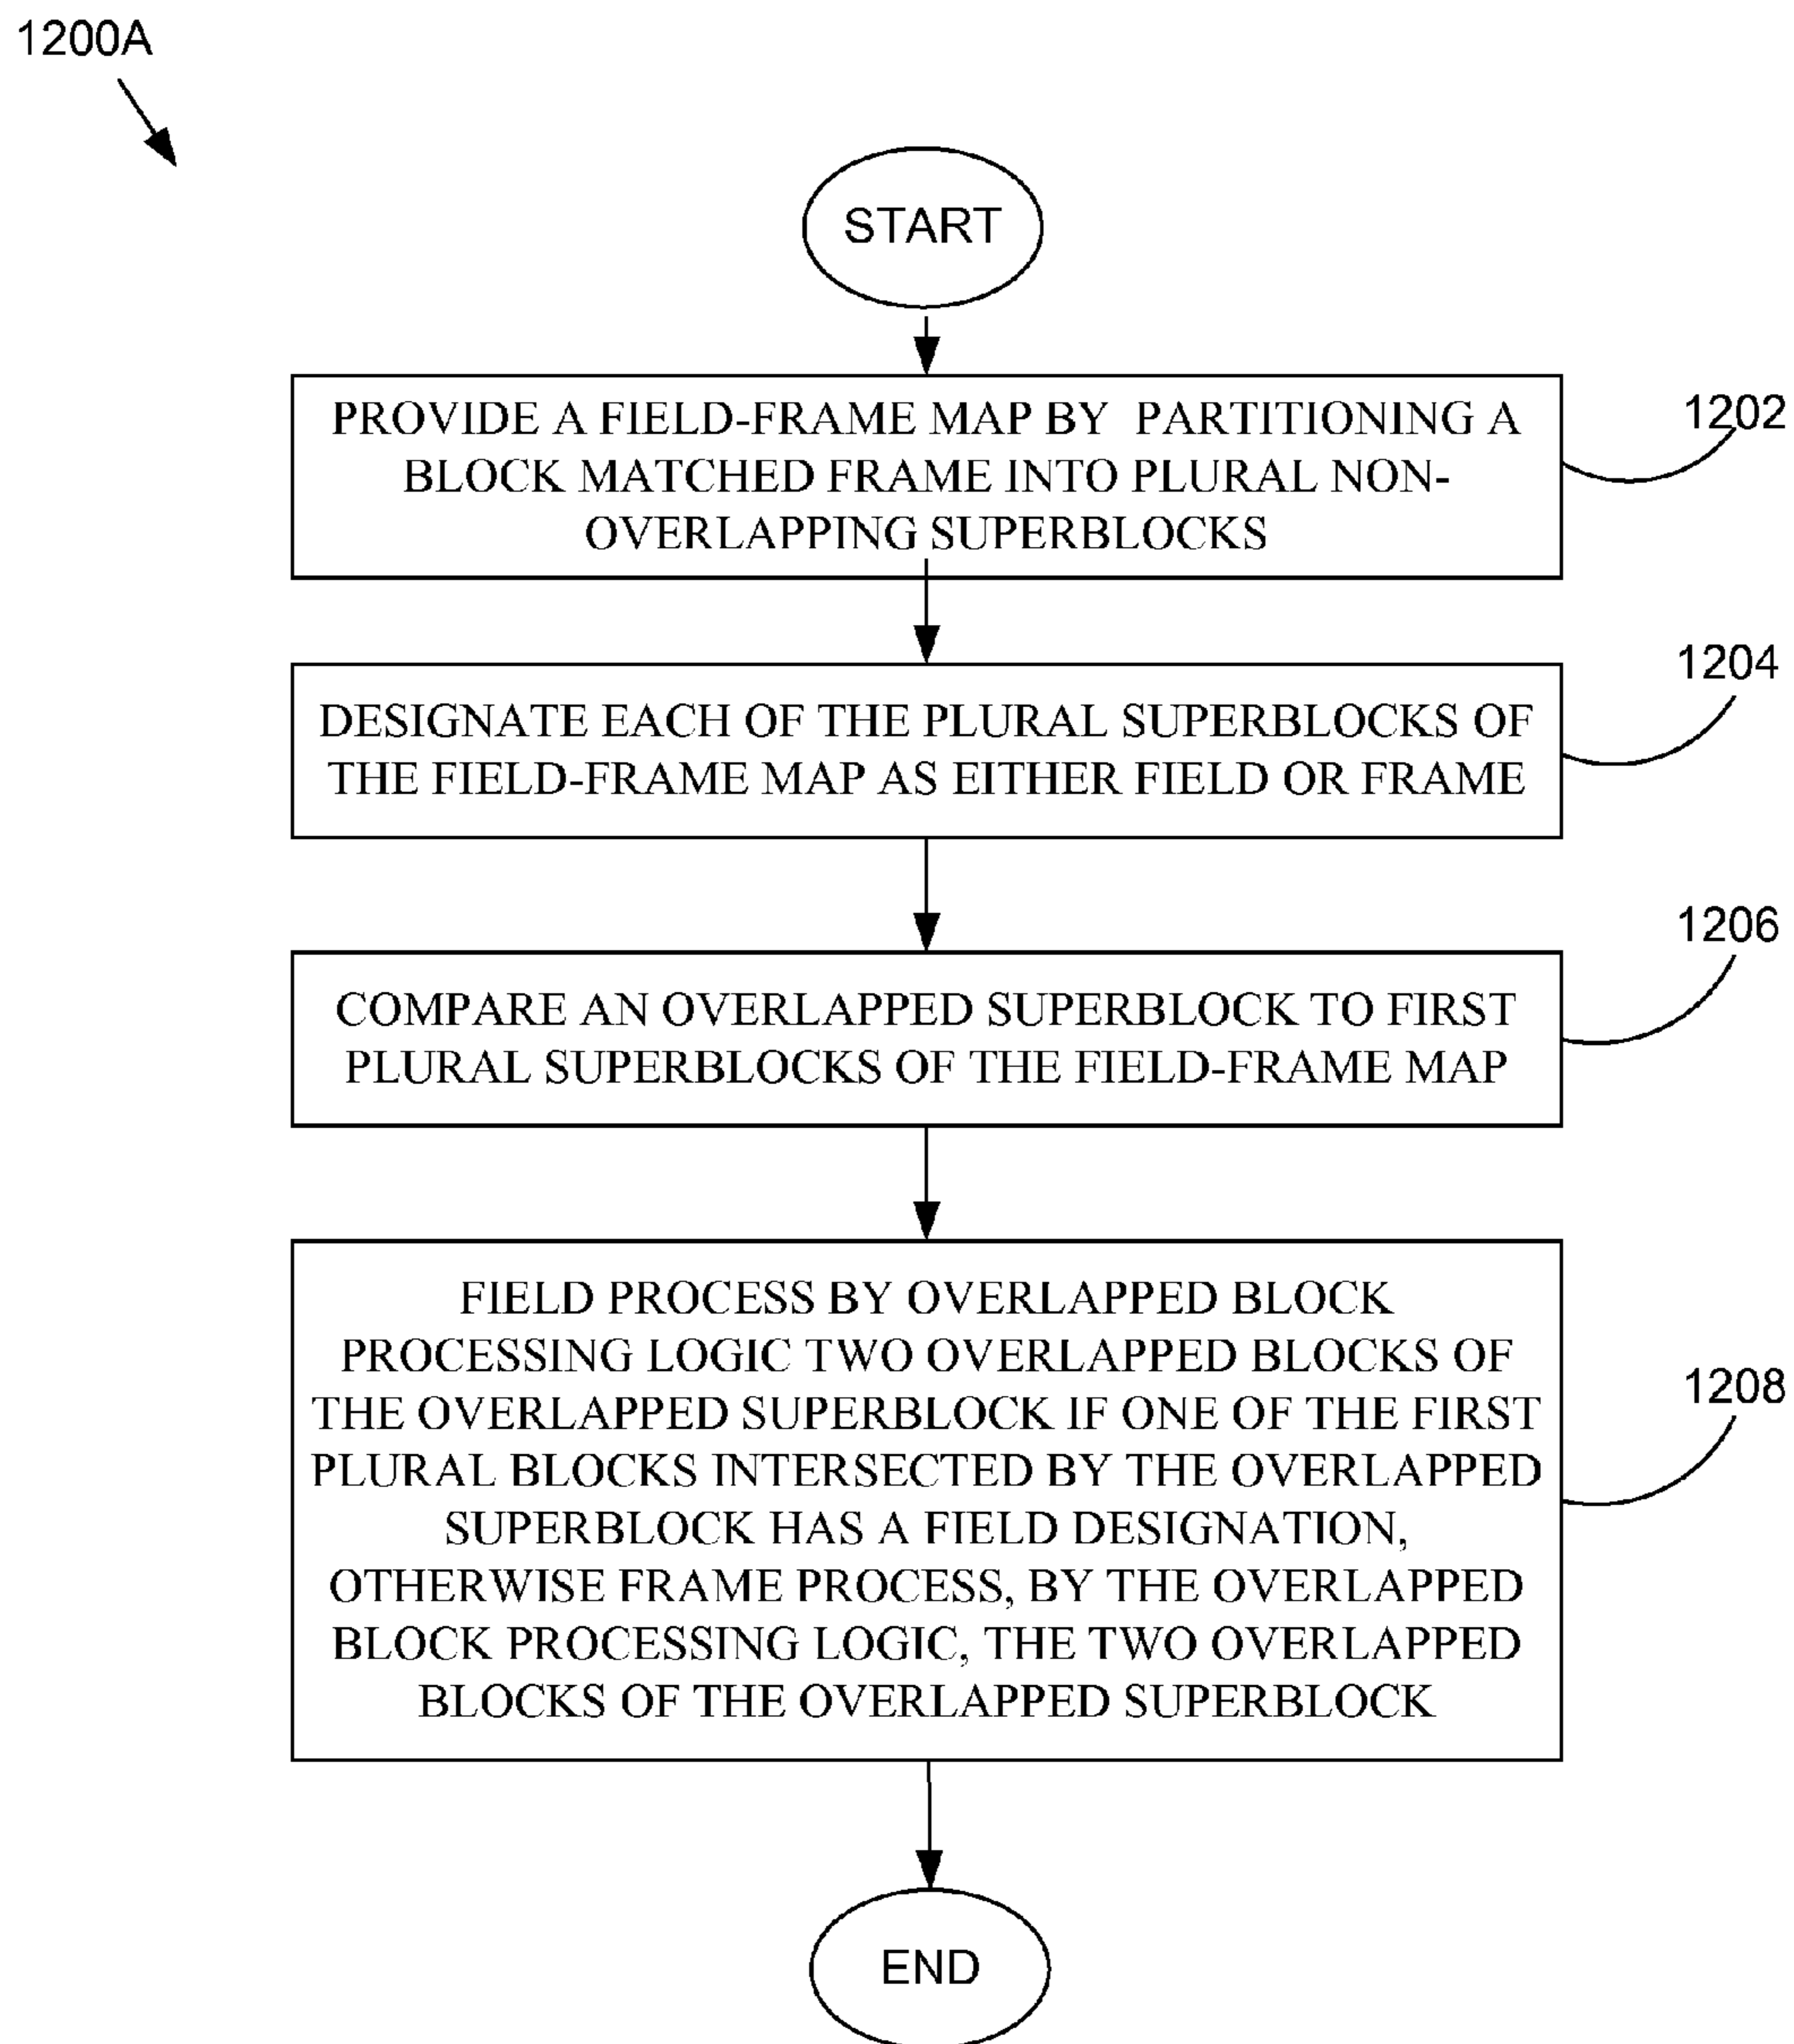 1200A
START
PROVIDE A FIELD-FRAME MAP BY PARTITIONING A
BLOCK MATCHED FRAME INTO PLURAL NON-
OVERLAPPING SUPERBLOCKS
1202
DESIGNATE EACH OF THE PLURAL SUPERBLOCKS OF
THE FIELD-FRAME MAP AS EITHER FIELD OR FRAME
1204
COMPARE AN OVERLAPPED SUPERBLOCK TO FIRST
PLURAL SUPERBLOCKS OF THE FIELD-FRAME MAP
1206
FIELD PROCESS BY OVERLAPPED BLOCK
PROCESSING LOGIC TWO OVERLAPPED BLOCKS OF
THE OVERLAPPED SUPERBLOCK IF ONE OF THE FIRST
PLURAL BLOCKS INTERSECTED BY THE OVERLAPPED
SUPERBLOCK HAS A FIELD DESIGNATION,
OTHERWISE FRAME PROCESS, BY THE OVERLAPPED
BLOCK PROCESSING LOGIC, THE TWO OVERLAPPED
BLOCKS OF THE OVERLAPPED SUPERBLOCK
1208
END